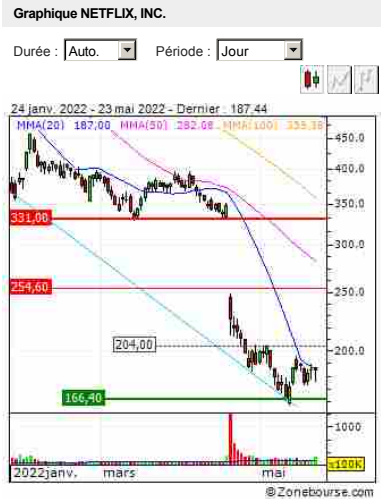 Graphique NETFLIX, INC.
Durée : Auto. Période : Jour
24 janv. 2022 - 23 mai 2022 - Dernier : 187,44
MMA(20) 187,00 MMA(50) 282,08 MMA(100) 339,38
450.0
400.0
350.0
331,00
300.0
254,60
250.0
204,00
200.0
166,40
1000
x100K
2022janv. mars mai
©Zonebourse.com